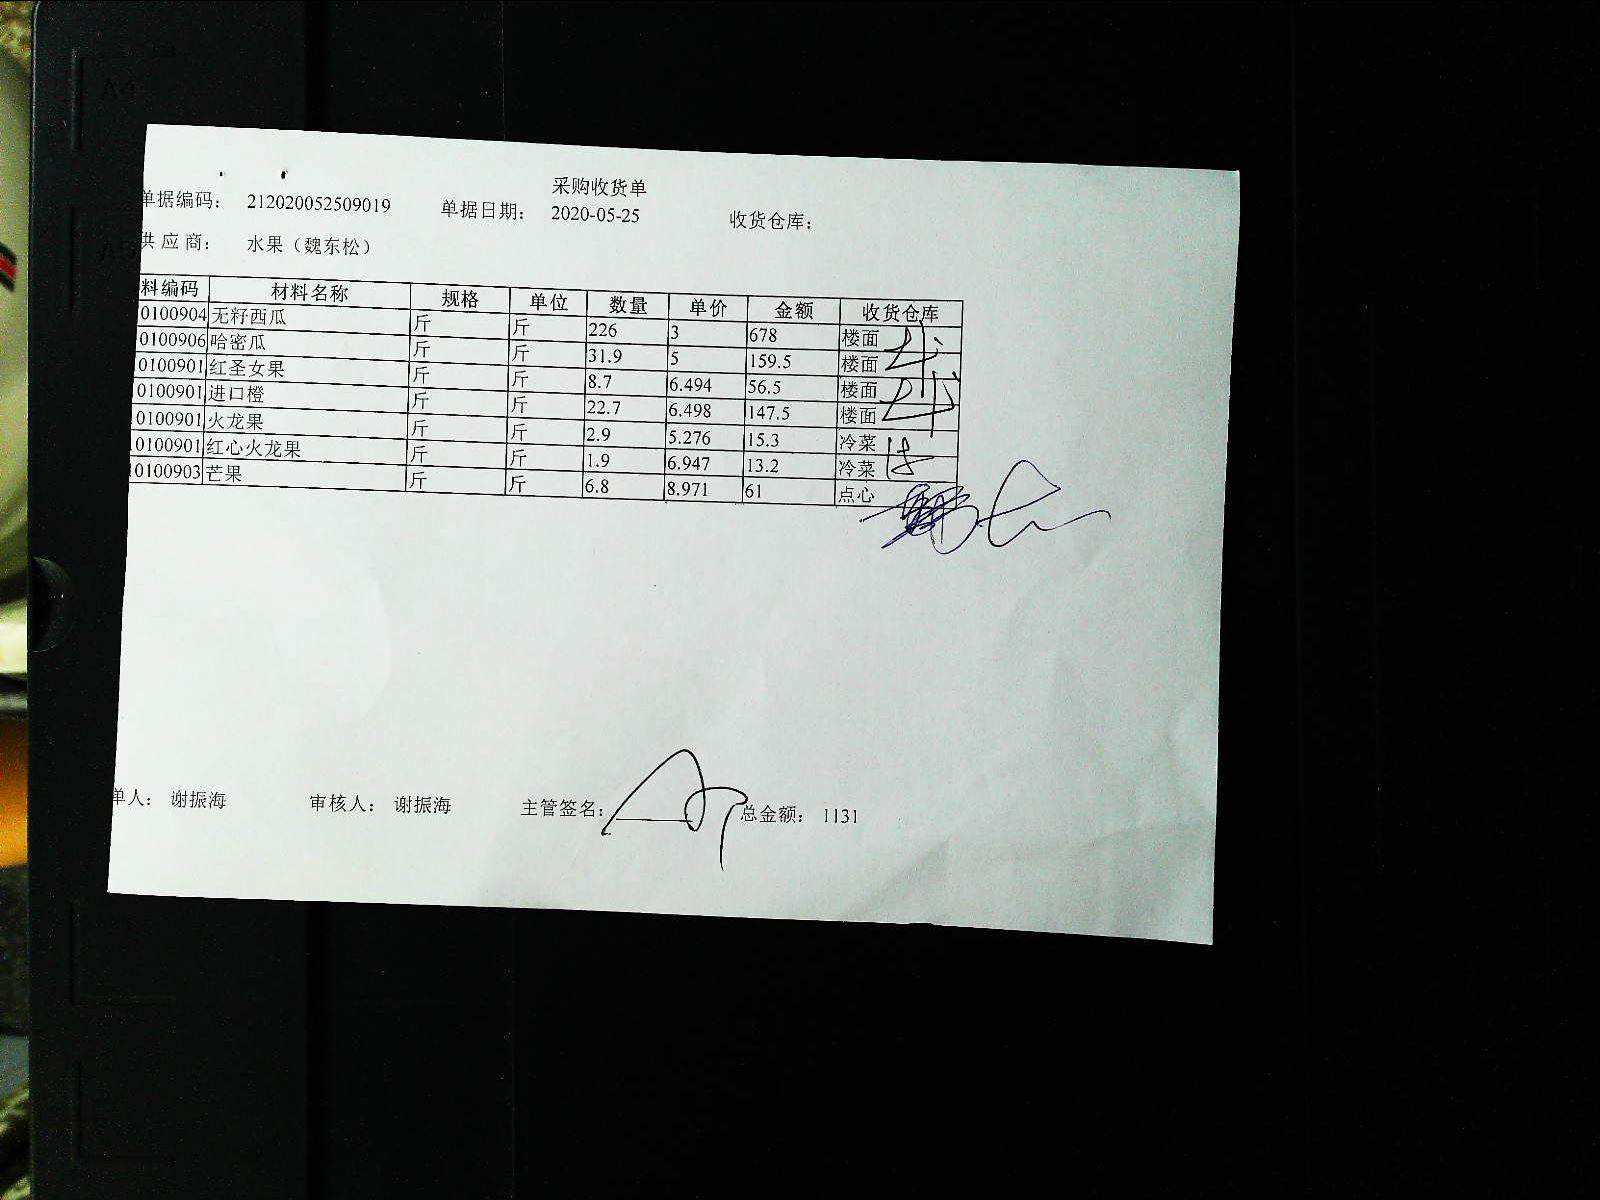 采购收货单
单据编码： 212020052509019 单据日期： 2020-05-25 收货仓库：
供应商： 水果（魏东松）
料编码 材料名称 规格 单位 数量 单价 金额 收货仓库
0100904 无籽西瓜 斤 斤 226 3 678 楼面
0100906 哈密瓜 斤 斤 31.9 5 159.5 楼面
0100901 红圣女果 斤 斤 8.7 6.494 56.5 楼面
0100901 进口橙 斤 斤 22.7 6.498 147.5 楼面
0100901 火龙果 斤 斤 2.9 5.276 15.3 冷菜
0100901 红心火龙果 斤 斤 1.9 6.947 13.2 冷菜
0100903 芒果 斤 斤 6.8 8.971 61 点心
单人： 谢振海 审核人： 谢振海 主管签名： 总金额： 1131